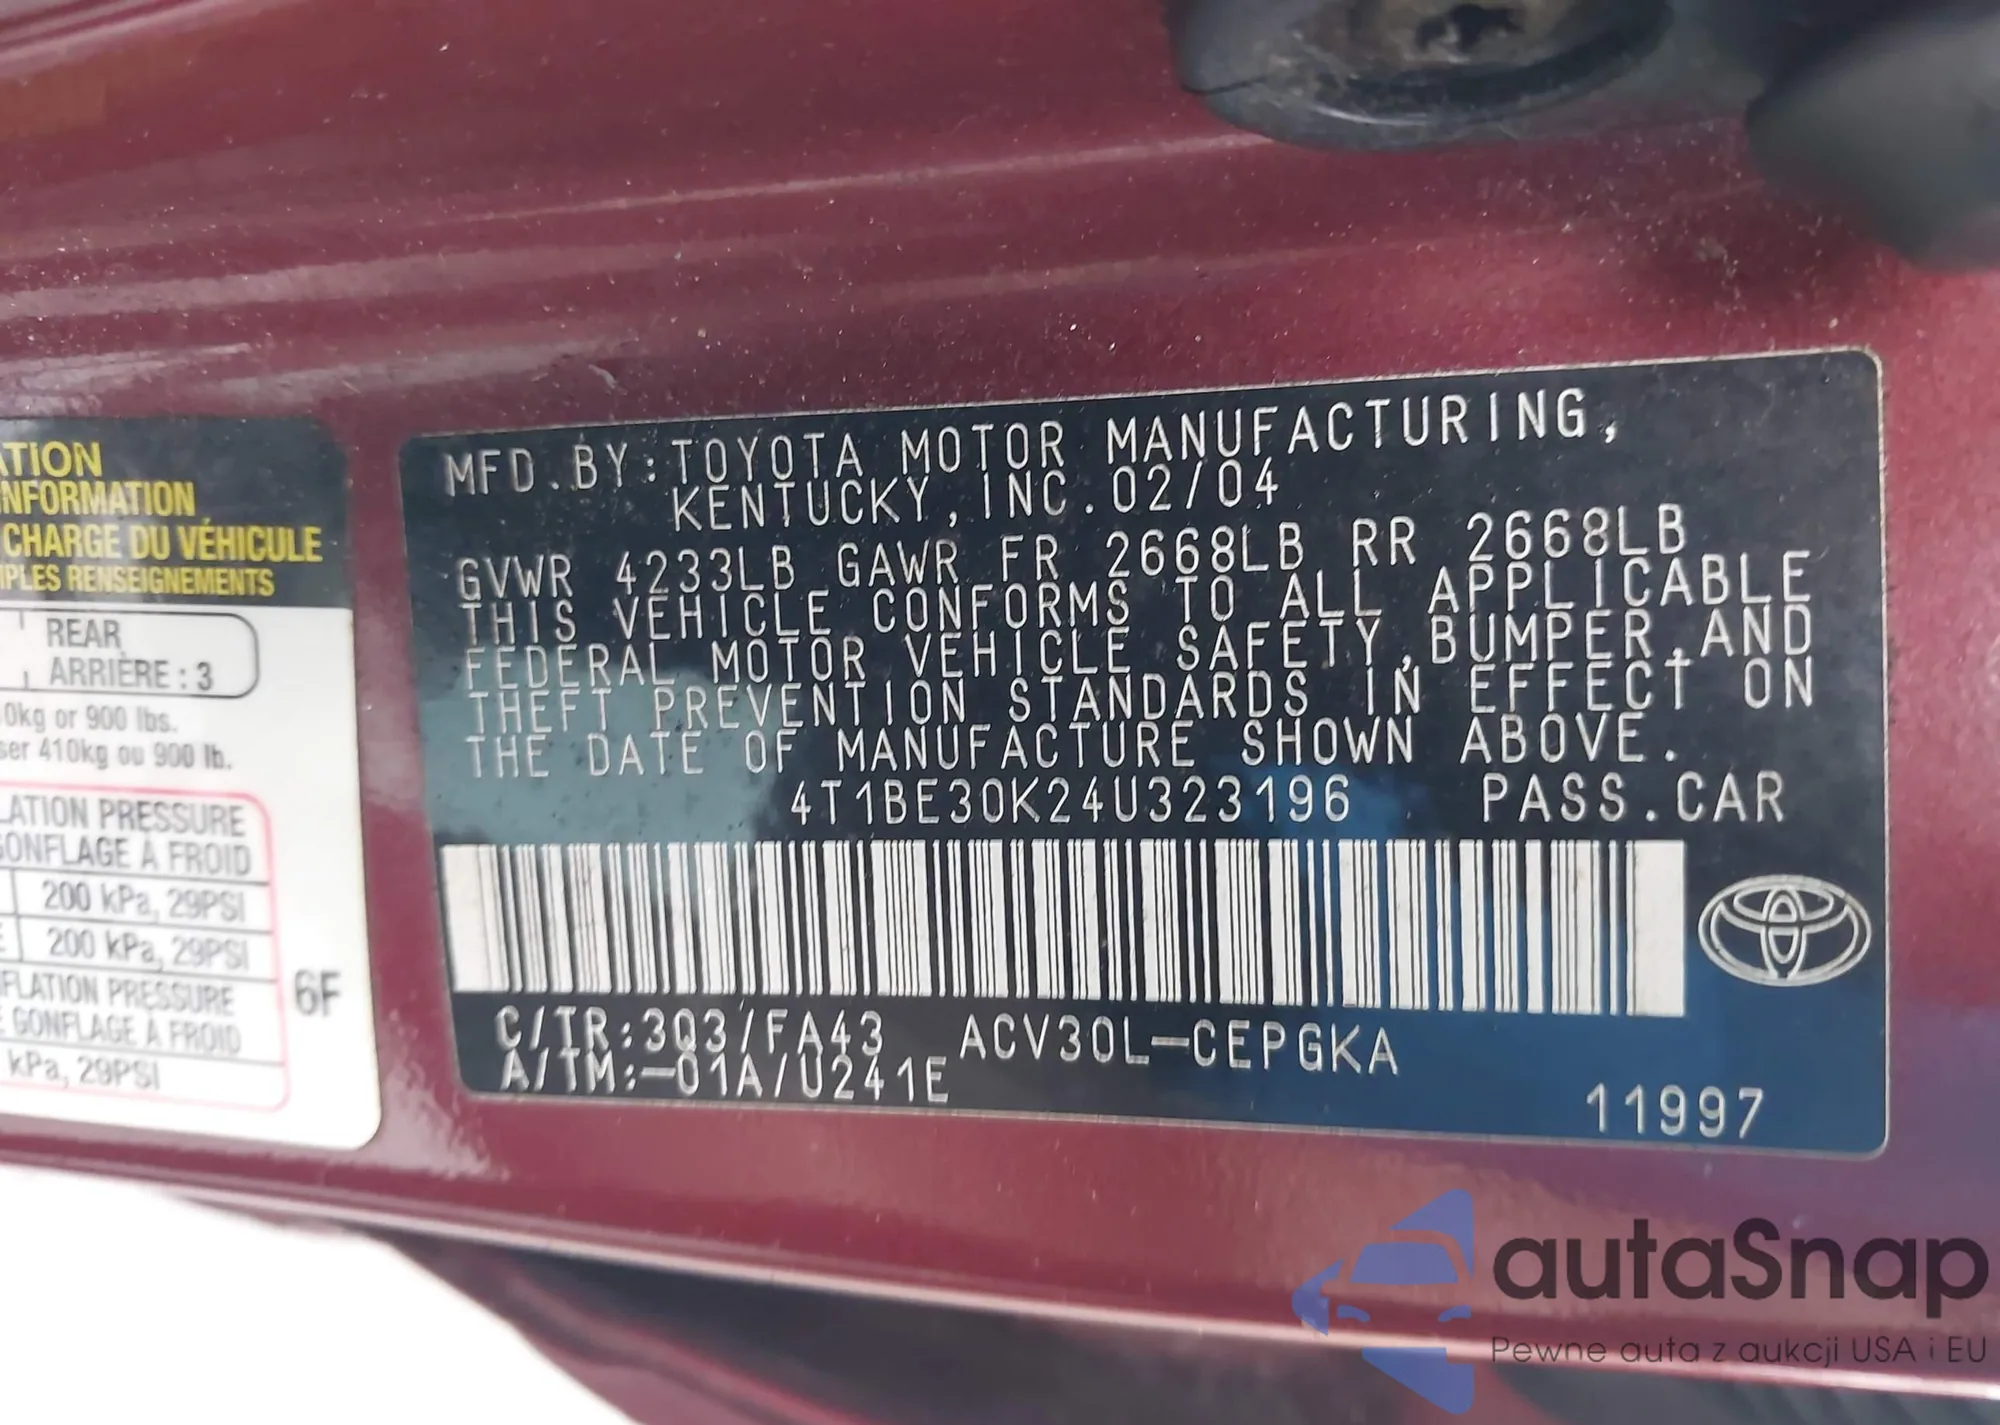 ATION
INFORMATION
CHARGE DU VÉHICULE
PLES RENSEIGNEMENTS
REAR
ARRIÈRE : 3
0kg or 900 lbs.
ser 410kg ou 900 lb.
LATION PRESSURE
GONFLAGE À FROID
200 kPa, 29PSI
E 200 kPa, 29PSI
FLATION PRESSURE
E GONFLAGE À FROID
kPa, 29PSI
6F
MFD. BY: TOYOTA MOTOR MANUFACTURING,
KENTUCKY, INC. 02/04
GVWR 4233LB GAWR FR 2668LB RR 2668LB
THIS VEHICLE CONFORMS TO ALL APPLICABLE
FEDERAL MOTOR VEHICLE SAFETY, BUMPER, AND
THEFT PREVENTION STANDARDS IN EFFECT ON
THE DATE OF MANUFACTURE SHOWN ABOVE.
4T1BE30K24U323196 PASS.CAR
C/TR:3Q3/FA43 ACV30L-CEPGKA
A/TM:-01A/U241E
11997
autaSnap
Pewne auta z aukcji USA i EU